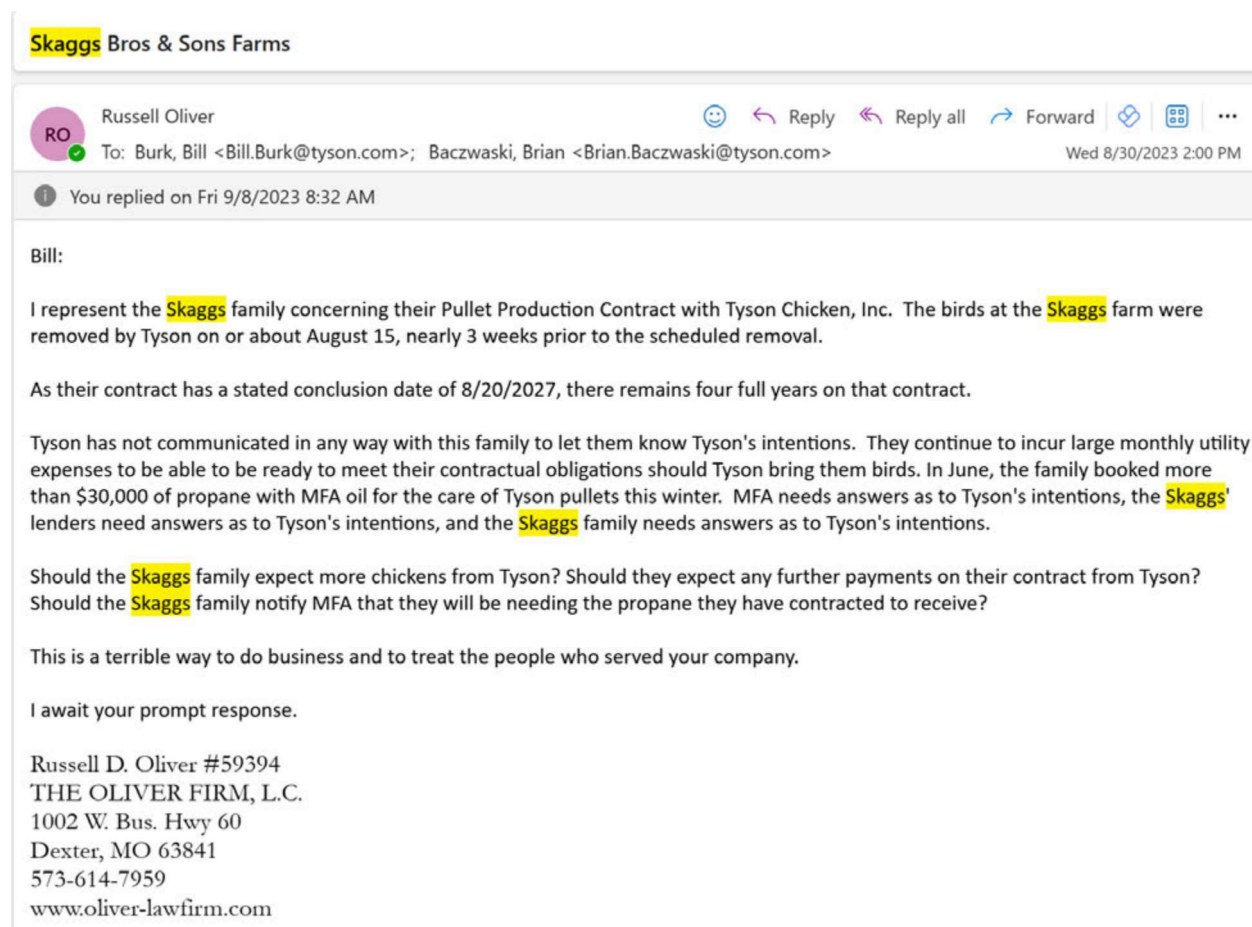 Skaggs Bros & Sons Farms
RO
Russell Oliver
Reply
Reply all
Forward
To: Burk, Bill <Bill.Burk@tyson.com>; Baczwaski, Brian <Brian.Baczwaski@tyson.com>
Wed 8/30/2023 2:00 PM
You replied on Fri 9/8/2023 8:32 AM
Bill:
I represent the Skaggs family concerning their Pullet Production Contract with Tyson Chicken, Inc. The birds at the Skaggs farm were
removed by Tyson on or about August 15, nearly 3 weeks prior to the scheduled removal.
As their contract has a stated conclusion date of 8/20/2027, there remains four full years on that contract.
Tyson has not communicated in any way with this family to let them know Tyson's intentions. They continue to incur large monthly utility
expenses to be able to be ready to meet their contractual obligations should Tyson bring them birds. In June, the family booked more
than $30,000 of propane with MFA oil for the care of Tyson pullets this winter. MFA needs answers as to Tyson's intentions, the Skaggs'
lenders need answers as to Tyson's intentions, and the Skaggs family needs answers as to Tyson's intentions.
Should the Skaggs family expect more chickens from Tyson? Should they expect any further payments on their contract from Tyson?
Should the Skaggs family notify MFA that they will be needing the propane they have contracted to receive?
This is a terrible way to do business and to treat the people who served your company.
I await your prompt response.
Russell D. Oliver #59394
THE OLIVER FIRM, L.C.
1002 W. Bus. Hwy 60
Dexter, MO 63841
573-614-7959
www.oliver-lawfirm.com